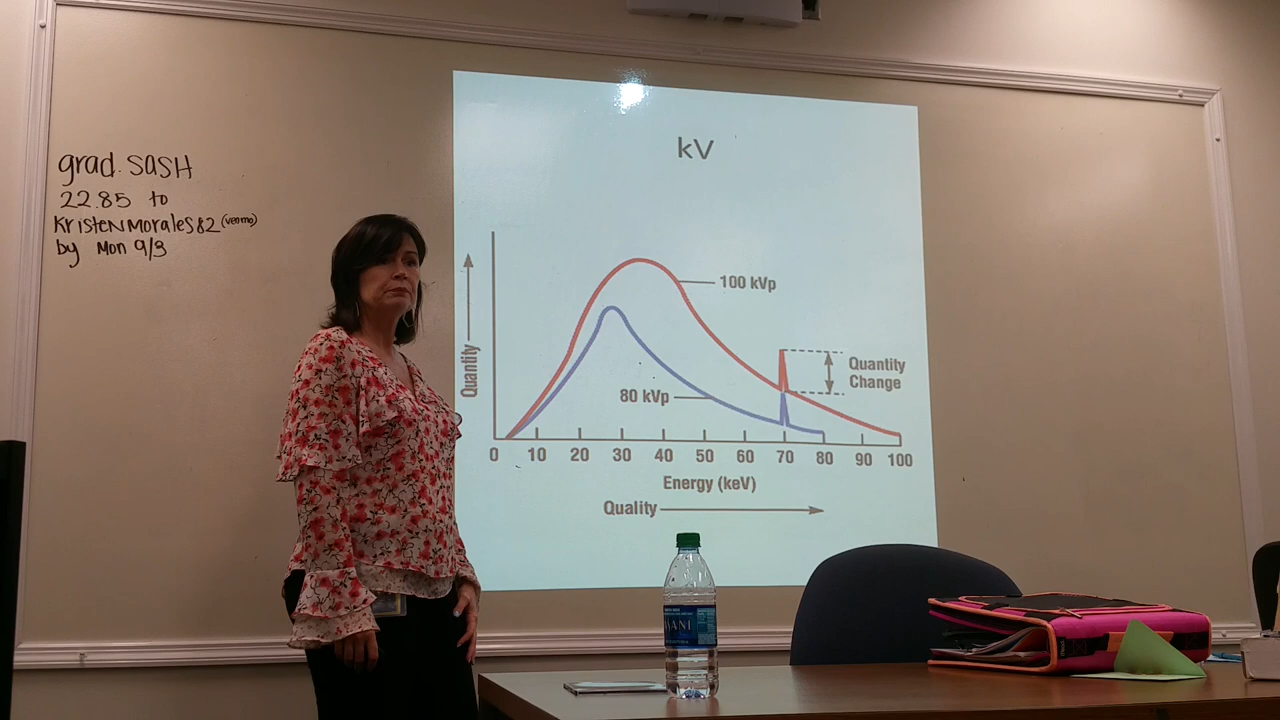 grad. SASH
22.85 to
KristenMorales82 (venmo)
by Mon 9/3
kV
100 kVp
Quantity
Change
80 kVp
Quantity
0 10 20 30 40 50 60 70 80 90 100
Energy (keV)
Quality